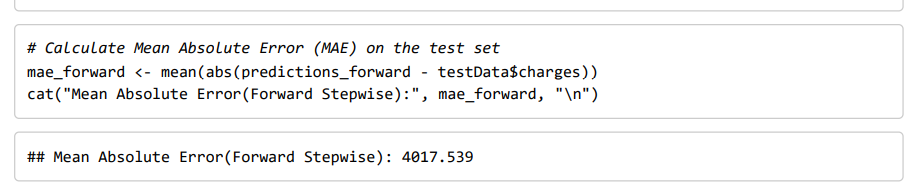 # Calculate Mean Absolute Error (MAE) on the test set
mae_forward <- mean(abs(predictions_forward - testData$charges))
cat("Mean Absolute Error(Forward Stepwise):", mae_forward, "\n")
## Mean Absolute Error(Forward Stepwise): 4017.539